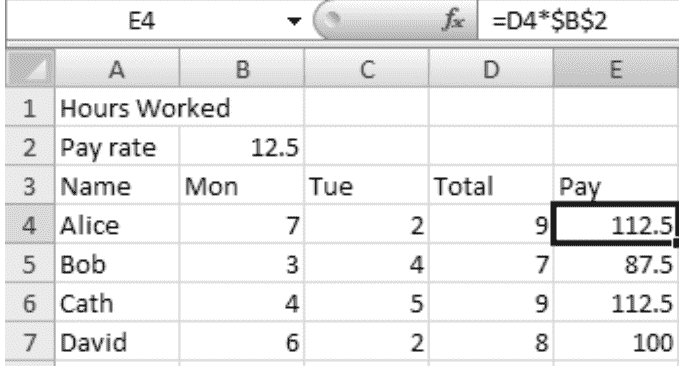 E4 fx =D4*$B$2
A B C D E
1 Hours Worked
2 Pay rate 12.5
3 Name Mon Tue Total Pay
4 Alice 7 2 9 112.5
5 Bob 3 4 7 87.5
6 Cath 4 5 9 112.5
7 David 6 2 8 100